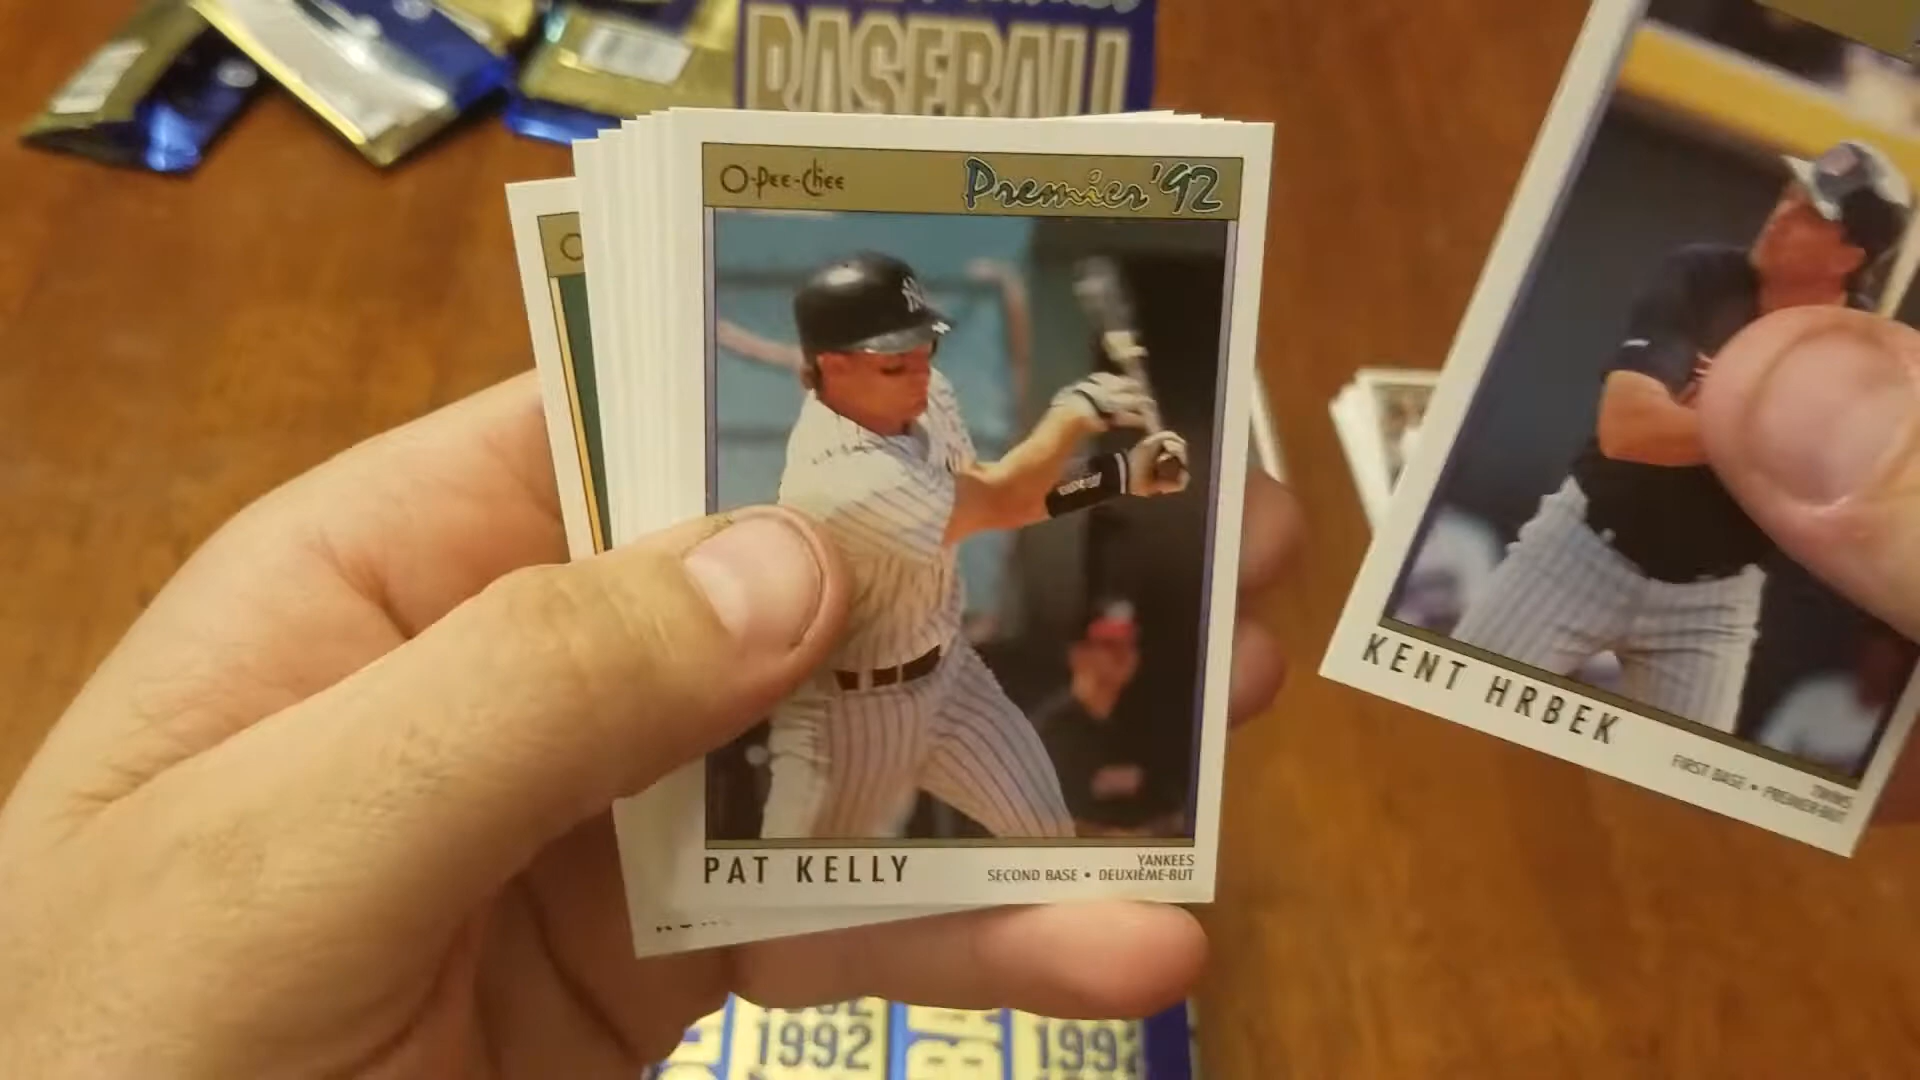 BASEBALL
O-Pee-Chee
Premier '92
PAT KELLY
YANKEES
SECOND BASE • DEUXIÈME-BUT
KENT HRBEK
TWINS
FIRST BASE • PREMIER-BUT
1992
1992